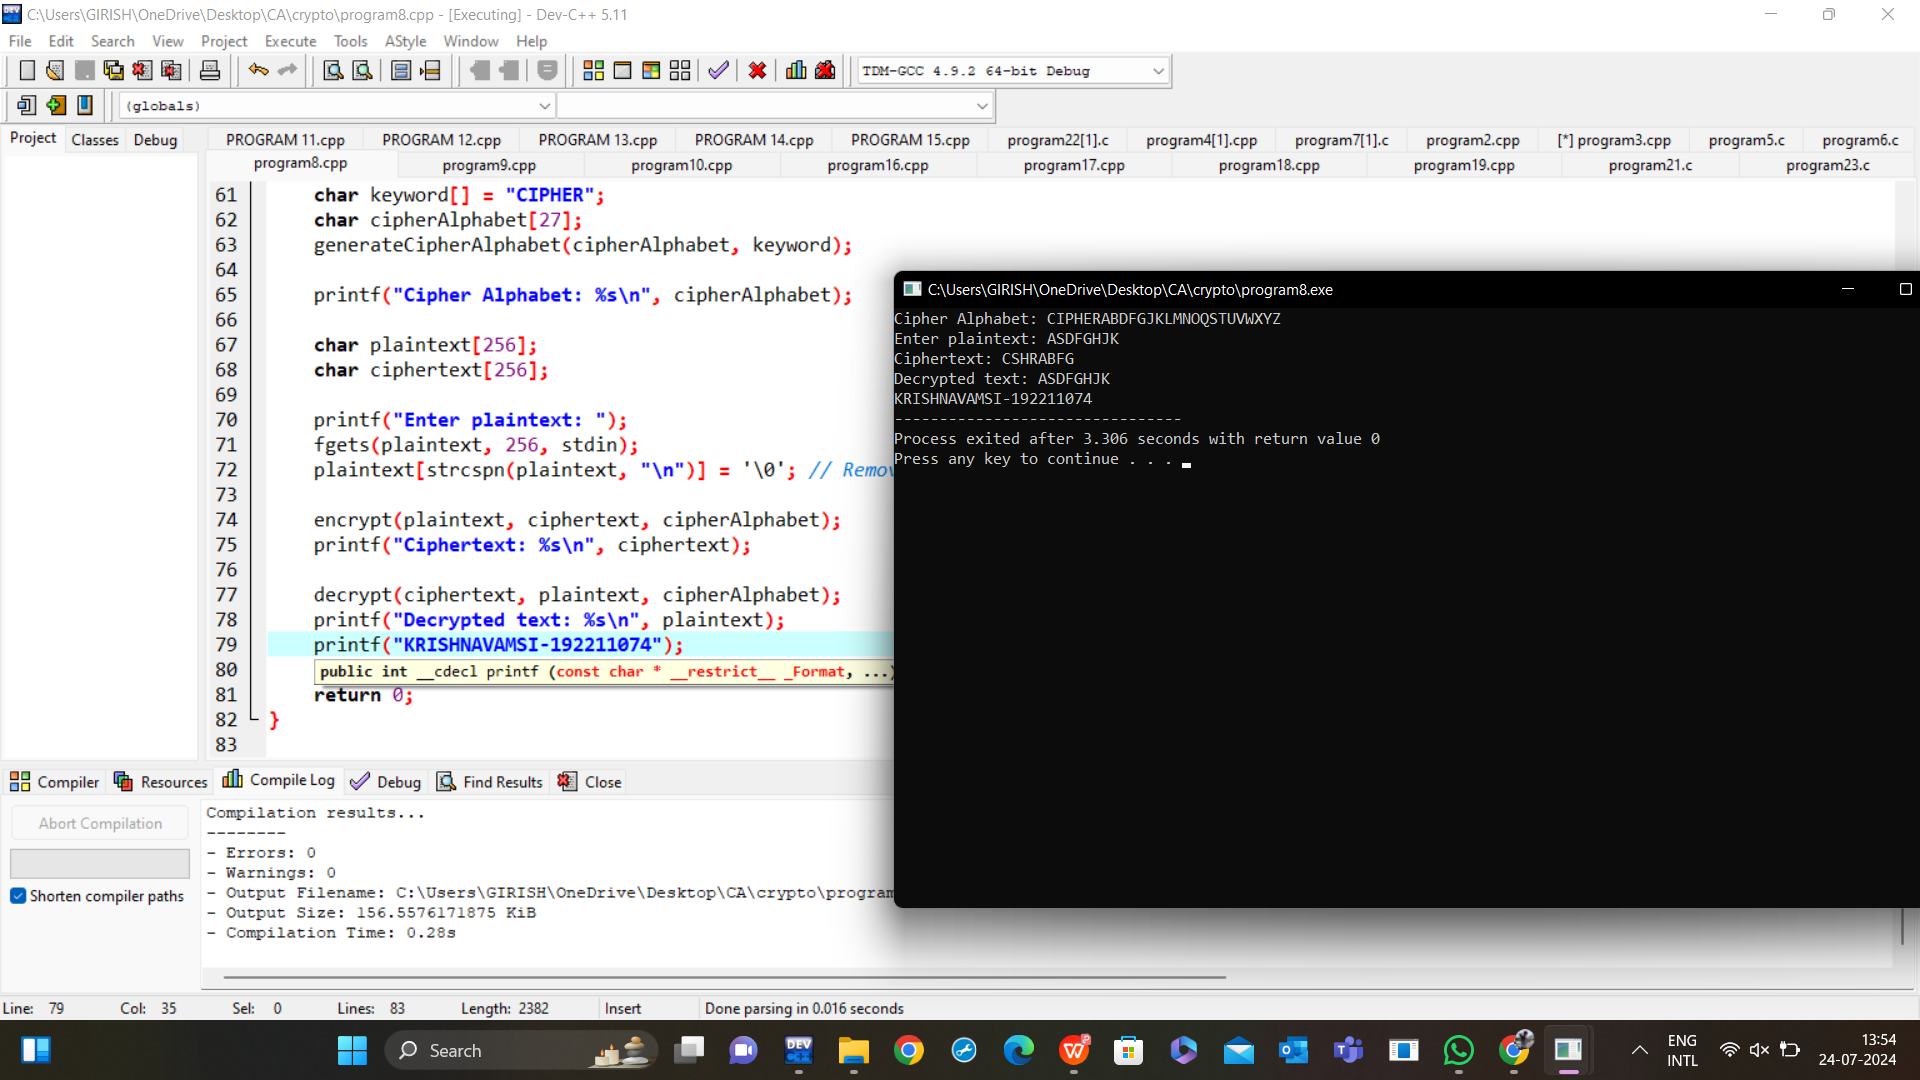 C:\Users\GIRISH\OneDrive\Desktop\CA\crypto\program8.cpp - [Executing] - Dev-C++ 5.11
File Edit Search View Project Execute Tools AStyle Window Help
TDM-GCC 4.9.2 64-bit Debug
(globals)
Project Classes Debug
PROGRAM 11.cpp PROGRAM 12.cpp PROGRAM 13.cpp PROGRAM 14.cpp PROGRAM 15.cpp program22[1].c program4[1].cpp program7[1].c program2.cpp [*] program3.cpp program5.c program6.c
program8.cpp program9.cpp program10.cpp program16.cpp program17.cpp program18.cpp program19.cpp program21.c program23.c
61 char keyword[] = "CIPHER";
62 char cipherAlphabet[27];
63 generateCipherAlphabet(cipherAlphabet, keyword);
64
65 printf("Cipher Alphabet: %s\n", cipherAlphabet);
66
67 char plaintext[256];
68 char ciphertext[256];
69
70 printf("Enter plaintext: ");
71 fgets(plaintext, 256, stdin);
72 plaintext[strcspn(plaintext, "\n")] = '\0'; // Remov
73
74 encrypt(plaintext, ciphertext, cipherAlphabet);
75 printf("Ciphertext: %s\n", ciphertext);
76
77 decrypt(ciphertext, plaintext, cipherAlphabet);
78 printf("Decrypted text: %s\n", plaintext);
79 printf("KRISHNAVAMSI-192211074");
80 public int __cdecl printf (const char * __restrict__ _Format, ...)
81 return 0;
82 }
83
C:\Users\GIRISH\OneDrive\Desktop\CA\crypto\program8.exe
Cipher Alphabet: CIPHERABDFGJKLMNOQSTUVWXYZ
Enter plaintext: ASDFGHJK
Ciphertext: CSHRABFG
Decrypted text: ASDFGHJK
KRISHNAVAMSI-192211074
--------------------------------
Process exited after 3.306 seconds with return value 0
Press any key to continue . . .
Compiler Resources Compile Log Debug Find Results Close
Abort Compilation
Shorten compiler paths
Compilation results...
--------
- Errors: 0
- Warnings: 0
- Output Filename: C:\Users\GIRISH\OneDrive\Desktop\CA\crypto\program
- Output Size: 156.5576171875 KiB
- Compilation Time: 0.28s
Line: 79 Col: 35 Sel: 0 Lines: 83 Length: 2382 Insert Done parsing in 0.016 seconds
Search
DEV
C++
ENG
INTL
13:54
24-07-2024